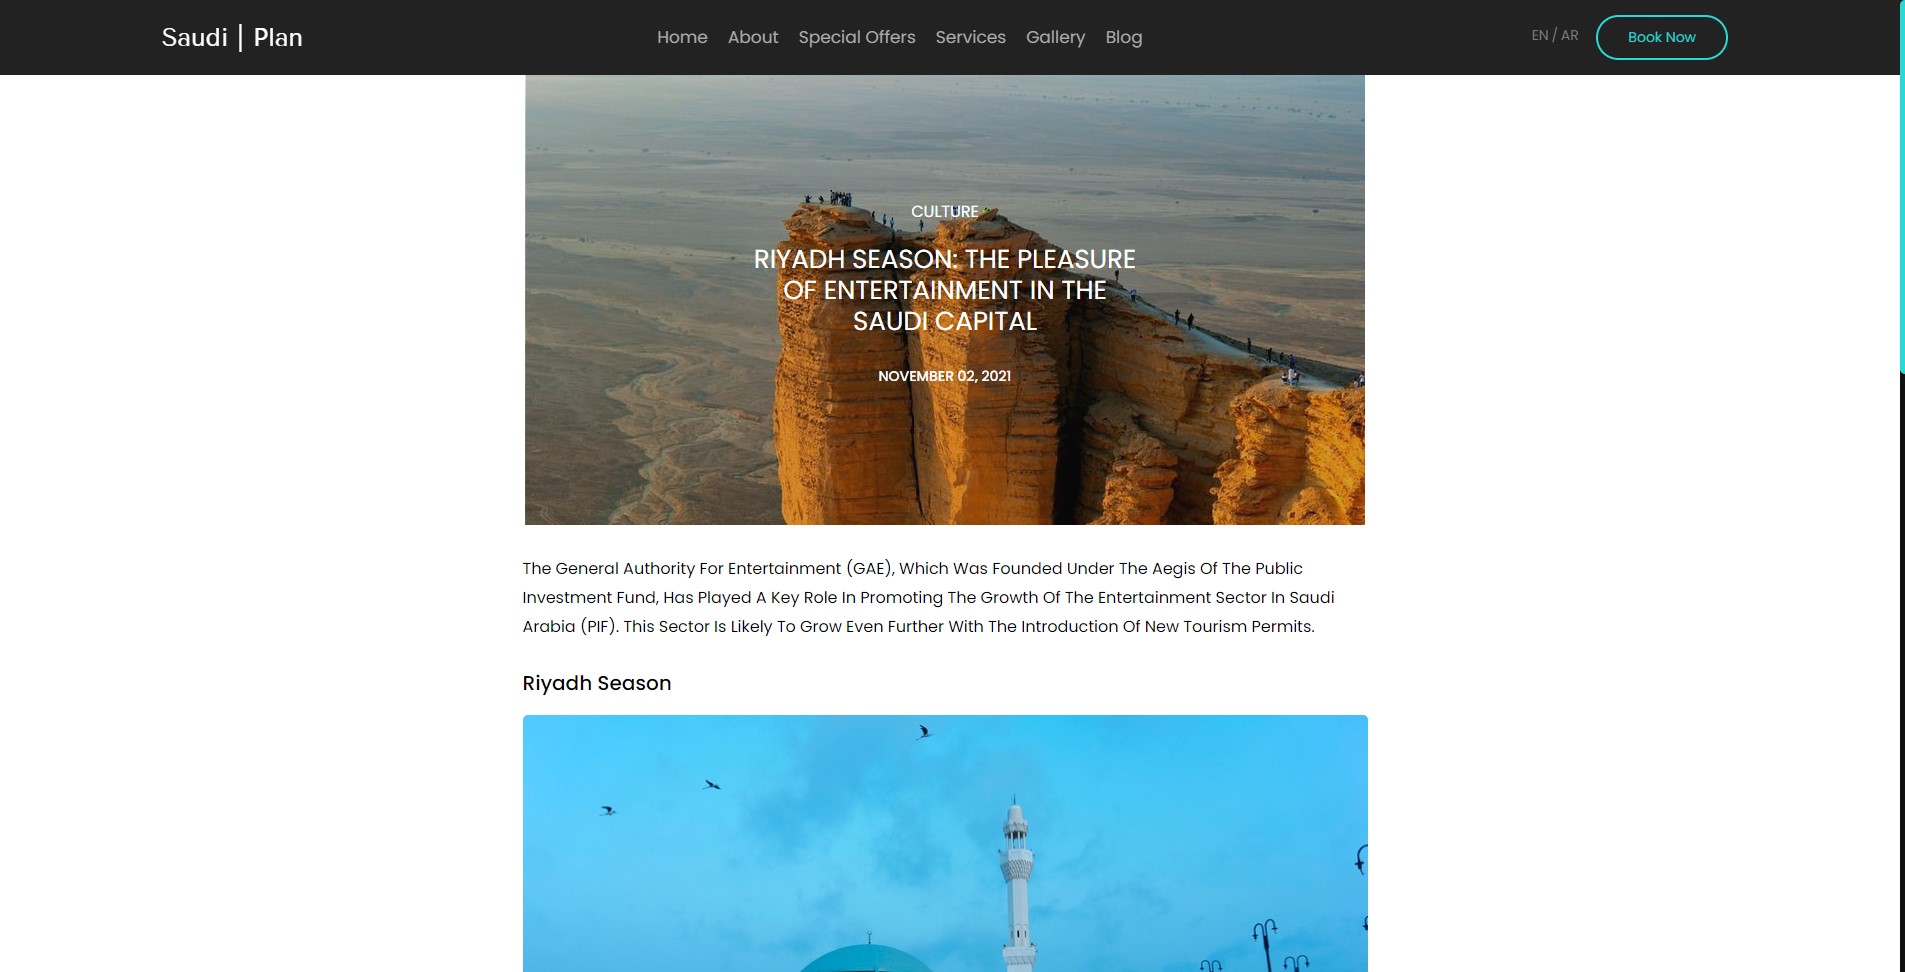 Saudi | Plan
Home About Special Offers Services Gallery Blog
EN / AR
Book Now
CULTURE
RIYADH SEASON: THE PLEASURE
OF ENTERTAINMENT IN THE
SAUDI CAPITAL
NOVEMBER 02, 2021
The General Authority For Entertainment (GAE), Which Was Founded Under The Aegis Of The Public
Investment Fund, Has Played A Key Role In Promoting The Growth Of The Entertainment Sector In Saudi
Arabia (PIF). This Sector Is Likely To Grow Even Further With The Introduction Of New Tourism Permits.
Riyadh Season